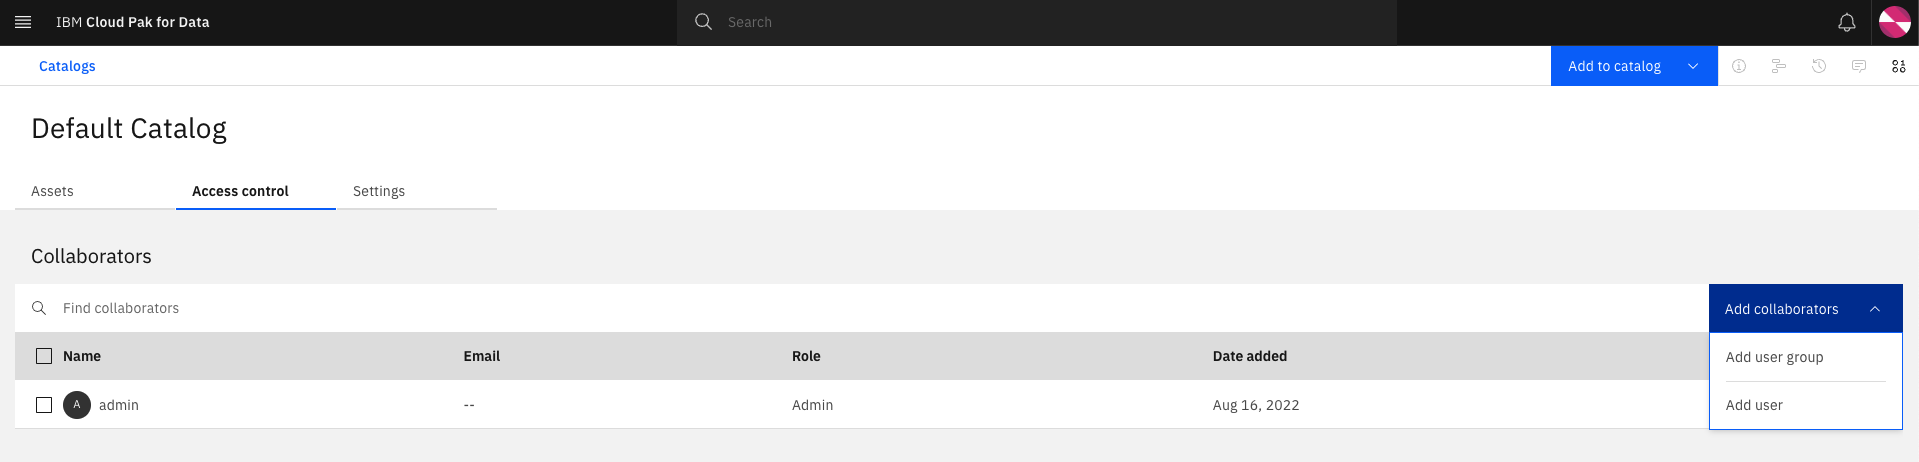 IBM Cloud Pak for Data
Search
Catalogs
Add to catalog
Default Catalog
Assets
Access control
Settings
Collaborators
Find collaborators
Add collaborators
Name
Email
Role
Date added
Add user group
A
admin
--
Admin
Aug 16, 2022
Add user